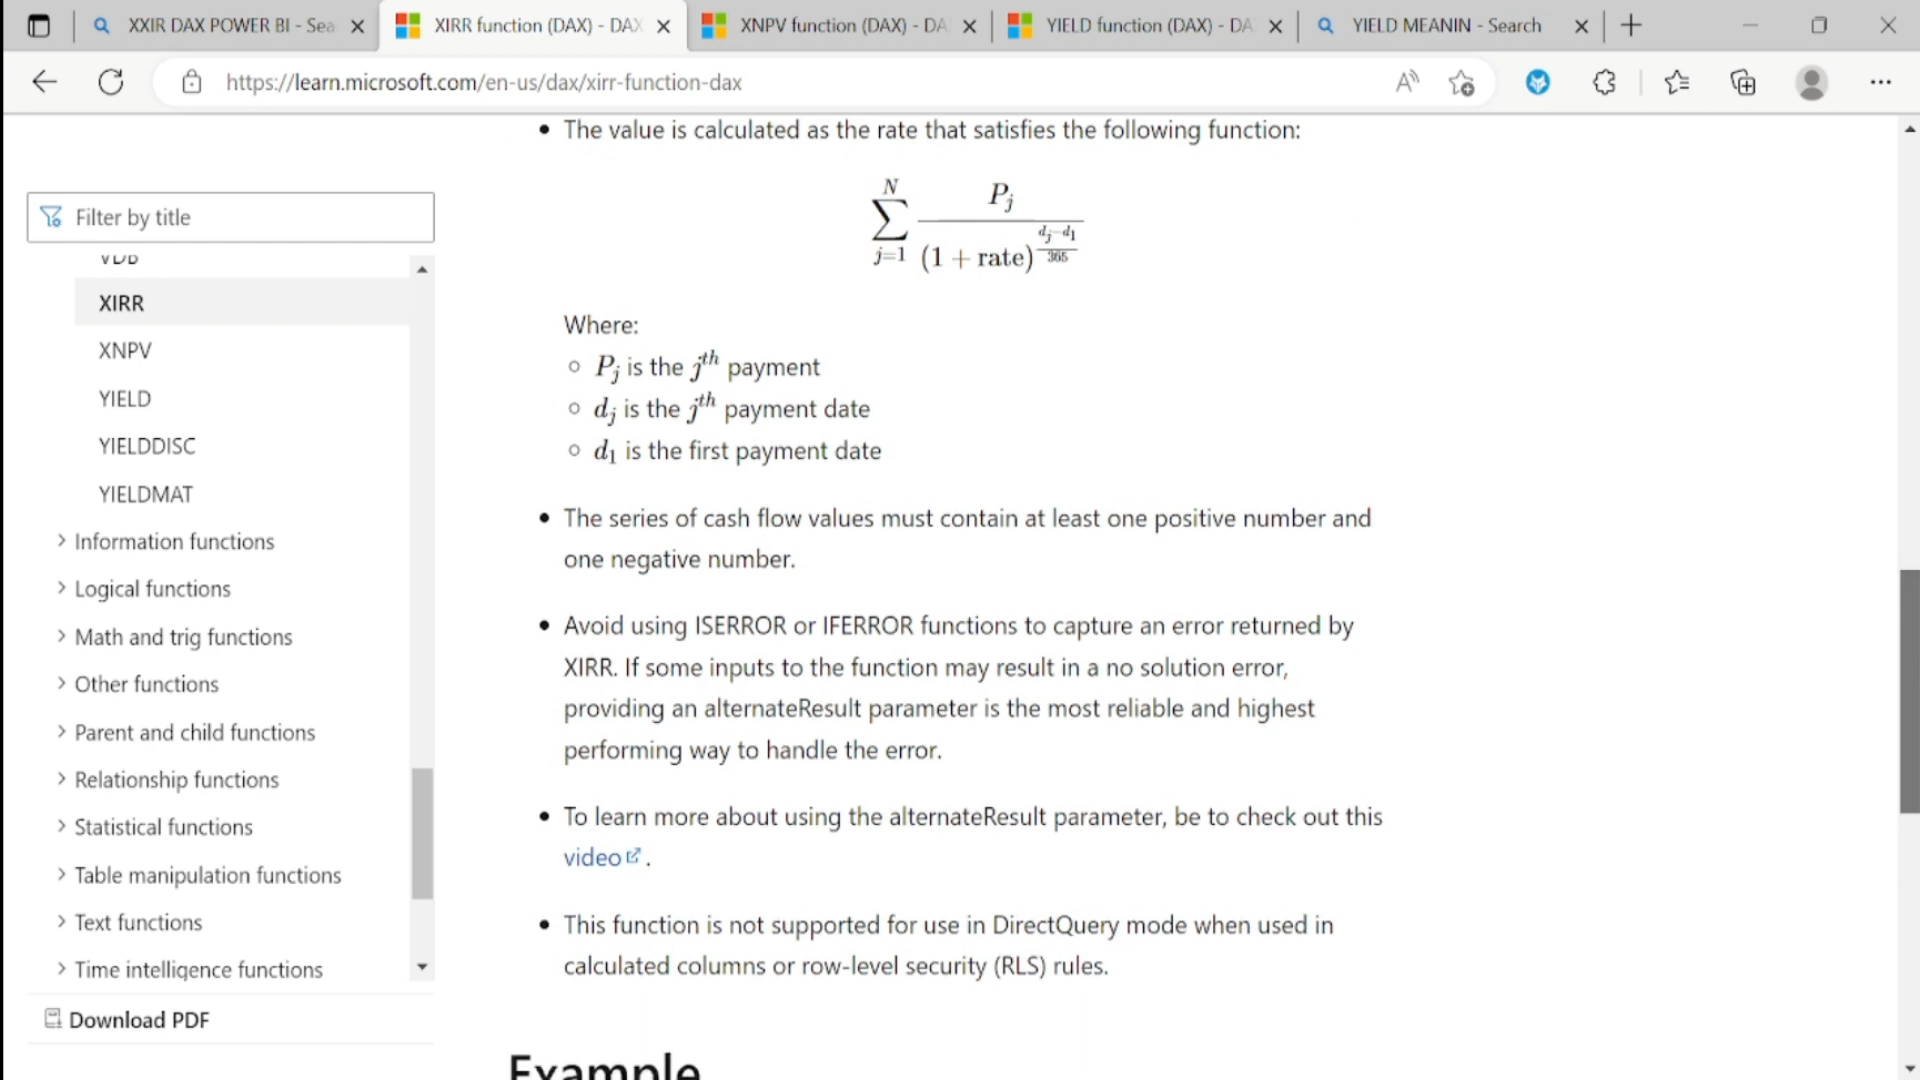 XXIR DAX POWER BI - Sea
XIRR function (DAX) - DAX
XNPV function (DAX) - DA
YIELD function (DAX) - DA
YIELD MEANIN - Search
https://learn.microsoft.com/en-us/dax/xirr-function-dax
Filter by title
VDB
XIRR
XNPV
YIELD
YIELDDISC
YIELDMAT
Information functions
Logical functions
Math and trig functions
Other functions
Parent and child functions
Relationship functions
Statistical functions
Table manipulation functions
Text functions
Time intelligence functions
Download PDF
• The value is calculated as the rate that satisfies the following function:
N
∑
j=1
P_j
(1 + rate)^((d_j-d_1)/365)
Where:
○ P_j is the j^th payment
○ d_j is the j^th payment date
○ d_1 is the first payment date
• The series of cash flow values must contain at least one positive number and
one negative number.
• Avoid using ISERROR or IFERROR functions to capture an error returned by
XIRR. If some inputs to the function may result in a no solution error,
providing an alternateResult parameter is the most reliable and highest
performing way to handle the error.
• To learn more about using the alternateResult parameter, be to check out this
video.
• This function is not supported for use in DirectQuery mode when used in
calculated columns or row-level security (RLS) rules.
Example